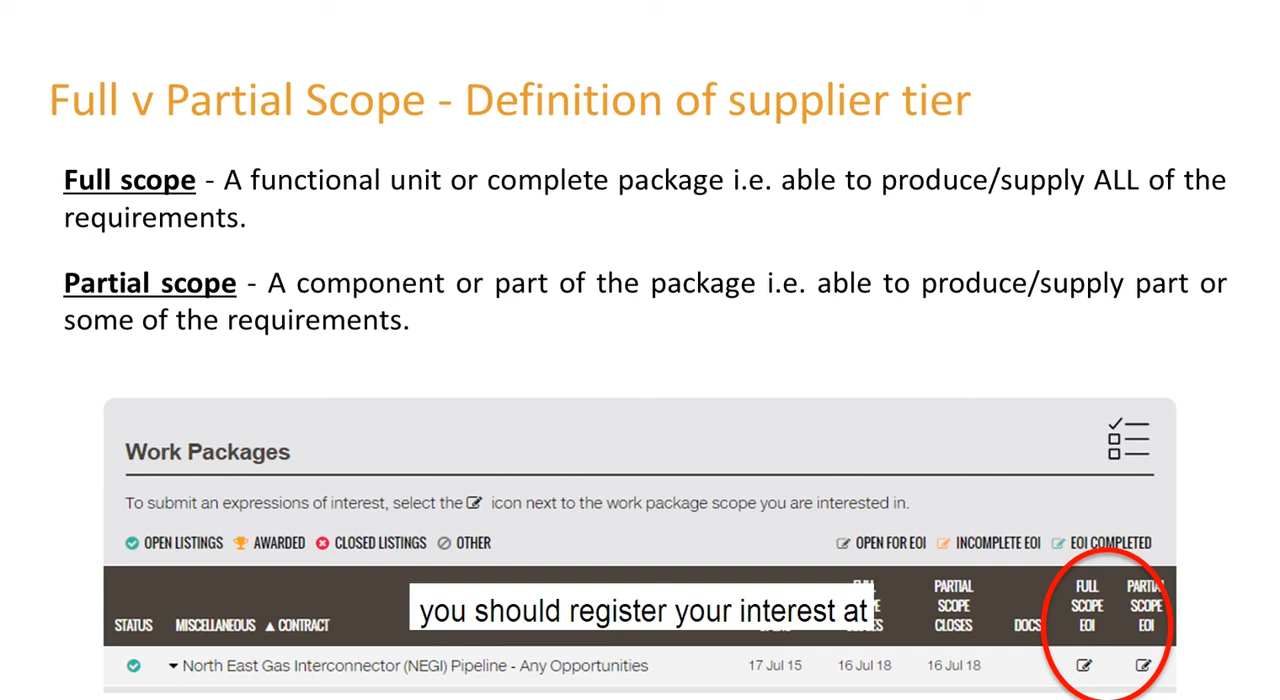 Full v Partial Scope - Definition of supplier tier
Full scope - A functional unit or complete package i.e. able to produce/supply ALL of the
requirements.
Partial scope - A component or part of the package i.e. able to produce/supply part or
some of the requirements.
Work Packages
To submit an expressions of interest, select the icon next to the work package scope you are interested in.
OPEN LISTINGS AWARDED CLOSED LISTINGS OTHER OPEN FOR EOI INCOMPLETE EOI EOI COMPLETED
STATUS MISCELLANEOUS ▲ CONTRACT PARTIAL SCOPE CLOSES DOCS FULL SCOPE EOI PARTIAL SCOPE EOI
you should register your interest at
North East Gas Interconnector (NEGI) Pipeline - Any Opportunities 17 Jul 15 16 Jul 18 16 Jul 18